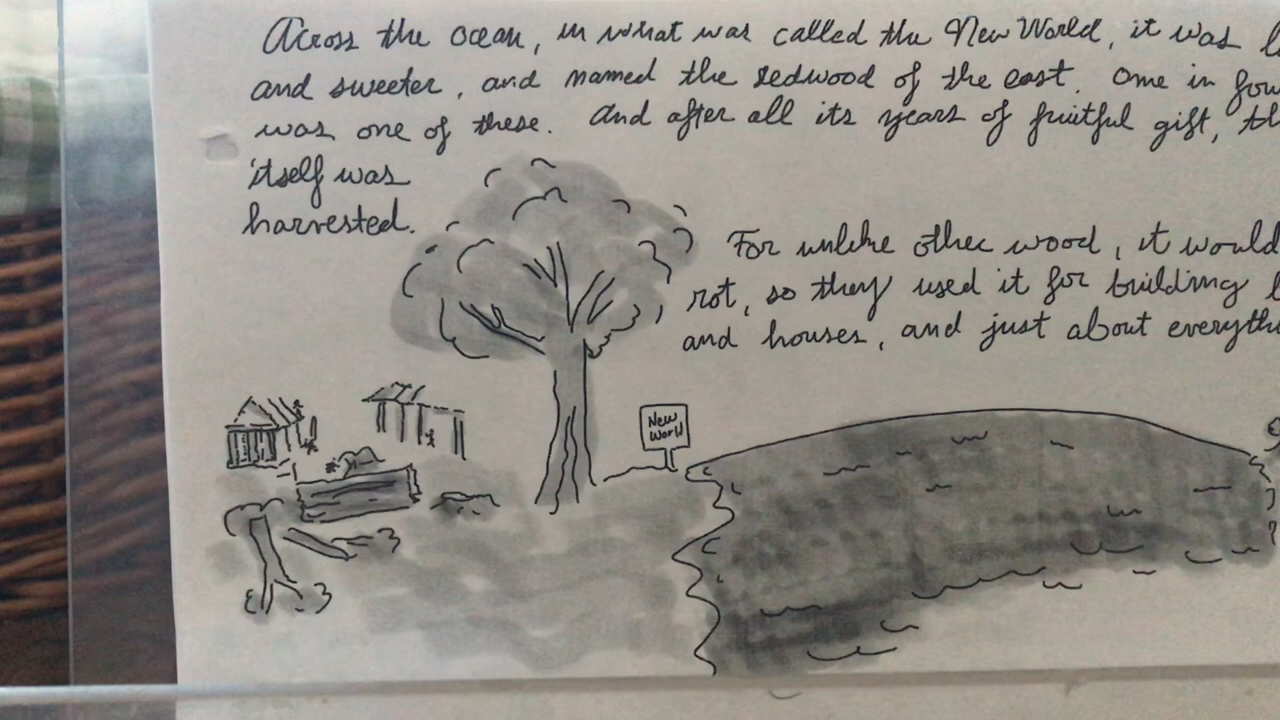 Across the ocean, in what was called the New World, it was
and sweeter, and named the redwood of the east. One in
was one of these. And after all its years of fruitful gift,
itself was
harvested.
For unlike other wood, it would
rot, so they used it for building
and houses, and just about
New
World